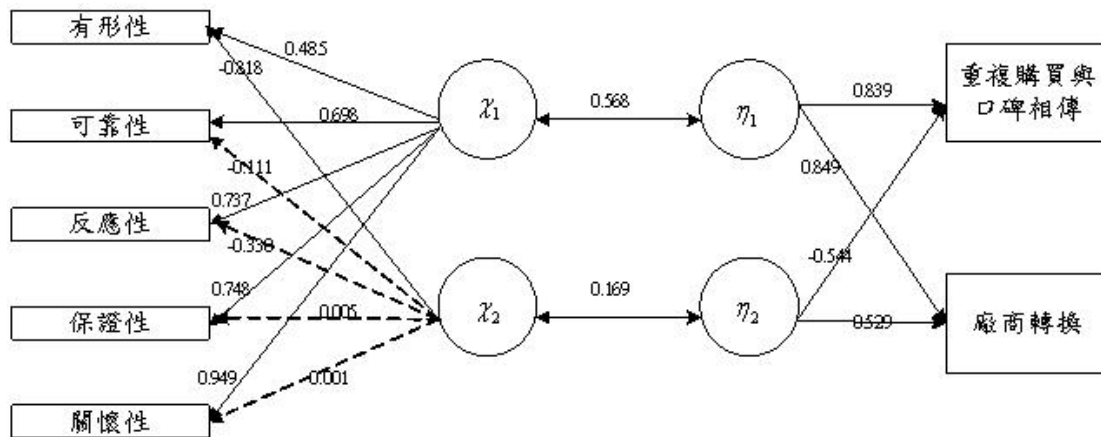 有形性
可靠性
反應性
保證性
關懷性
0.485
-0.818
0.698
-0.111
0.737
-0.338
0.748
0.005
0.949
0.001
χ1
χ2
0.568
0.169
η1
η2
0.839
0.849
-0.544
0.529
重複購買與
口碑相傳
廠商轉換